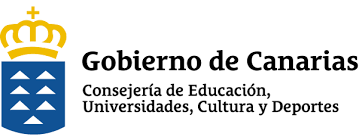 Gobierno de Canarias
Consejería de Educación,
Universidades, Cultura y Deportes